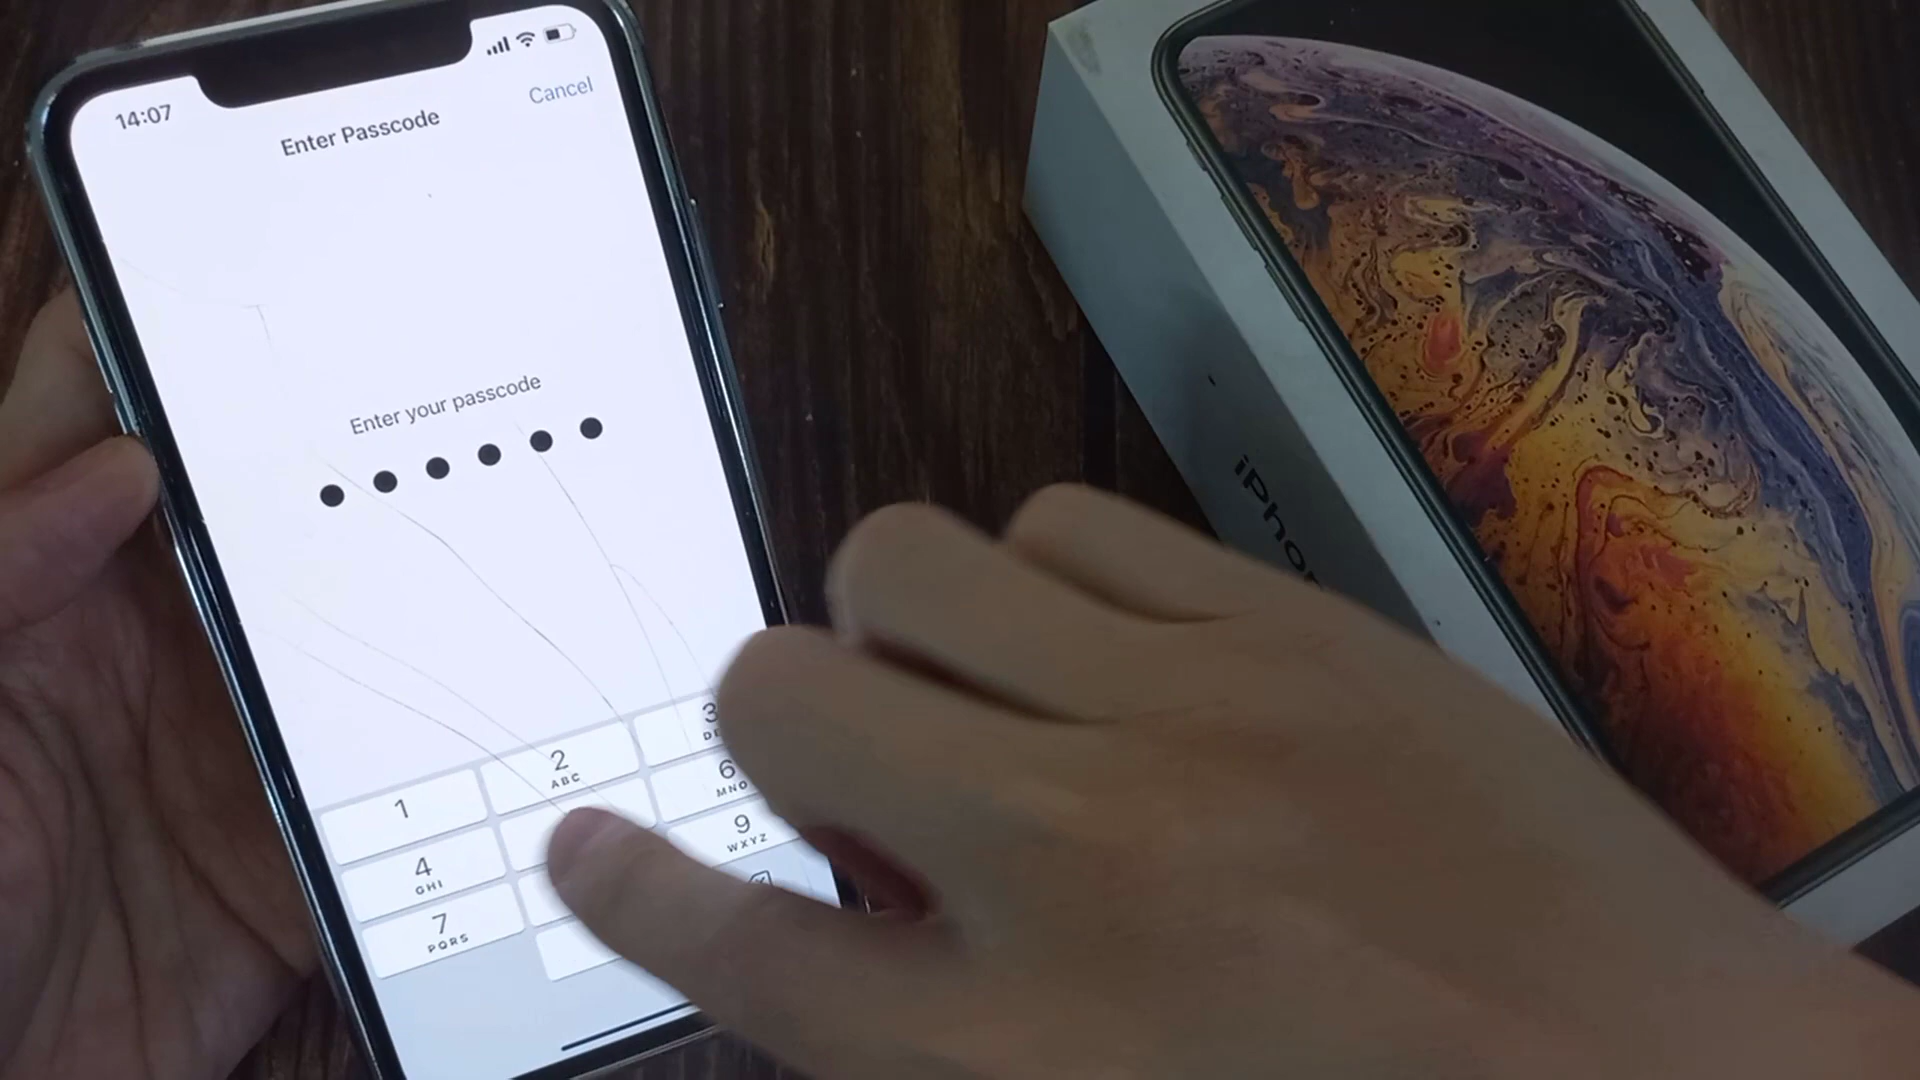 14:07
Cancel
Enter Passcode
Enter your passcode
1
2
ABC
3
4
GHI
6
MNO
7
PQRS
9
WXYZ